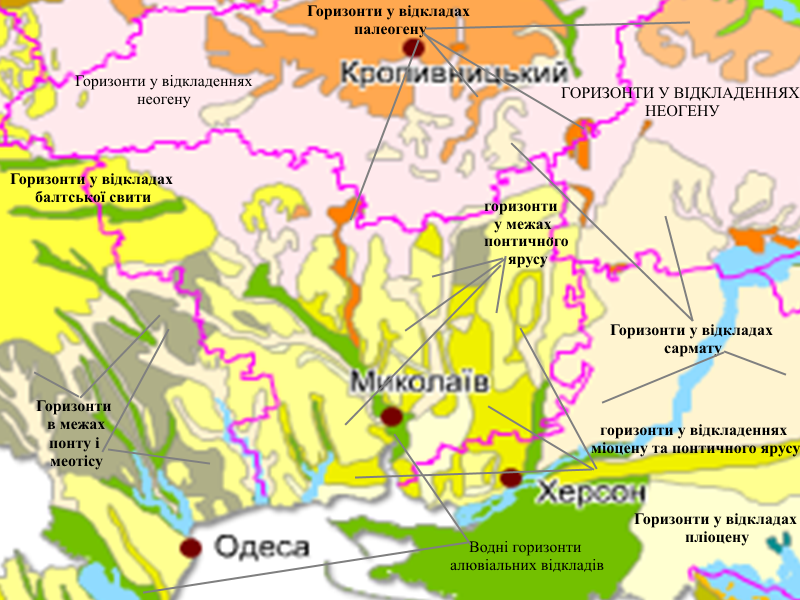 Горизонти у відкладах
палеогену
Кропивницький
Горизонти у відкладеннях
неогену
ГОРИЗОНТИ У ВІДКЛАДЕННЯХ
НЕОГЕНУ
Горизонти у відкладах
балтської свити
горизонти
у межах
понтичного
ярусу
Горизонти у відкладах
сармату
Миколаїв
Горизонти
в межах
понту і
меотісу
горизонти у відкладеннях
міоцену та понтичного ярусу
Херсон
Горизонти у відкладах
пліоцену
Одеса
Водні горизонти
алювіальних відкладів